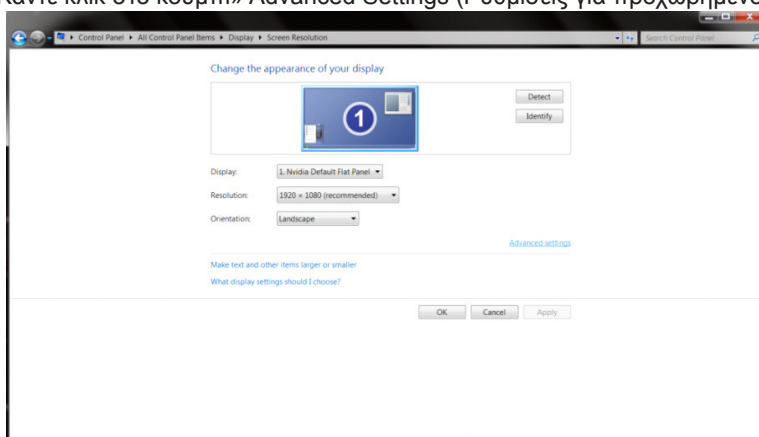 Κάντε κλικ στο κουμπί» Advanced Settings (Ρυθμίσεις για προχωρημένο
Control Panel ▸ All Control Panel Items ▸ Display ▸ Screen Resolution
Search Control Panel
Change the appearance of your display
1
Detect
Identify
Display: 1. Nvidia Default Flat Panel
Resolution: 1920 × 1080 (recommended)
Orientation: Landscape
Advanced settings
Make text and other items larger or smaller
What display settings should I choose?
OK Cancel Apply